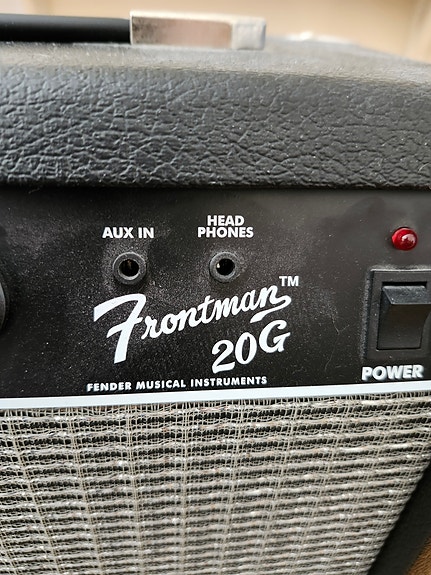 AUX IN
HEAD
PHONES
Frontman™
20G
FENDER MUSICAL INSTRUMENTS
POWER